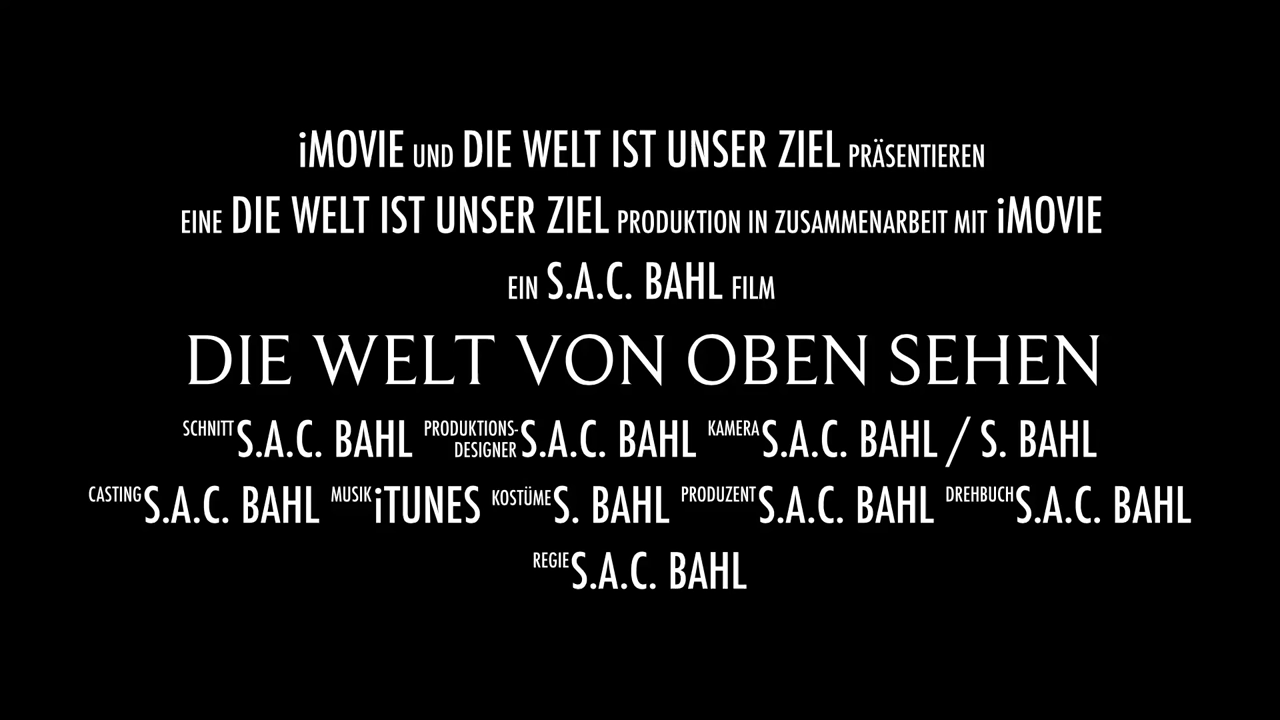 iMOVIE UND DIE WELT IST UNSER ZIEL PRÄSENTIEREN
EINE DIE WELT IST UNSER ZIEL PRODUKTION IN ZUSAMMENARBEIT MIT iMOVIE
EIN S.A.C. BAHL FILM
DIE WELT VON OBEN SEHEN
SCHNITT S.A.C. BAHL PRODUKTIONS-DESIGNER S.A.C. BAHL KAMERA S.A.C. BAHL / S. BAHL
CASTING S.A.C. BAHL MUSIK iTUNES KOSTÜME S. BAHL PRODUZENT S.A.C. BAHL DREHBUCH S.A.C. BAHL
REGIE S.A.C. BAHL